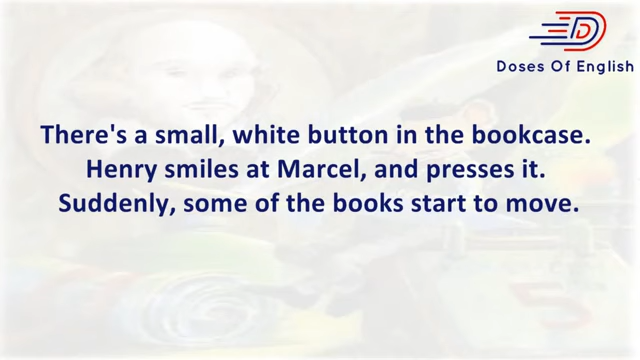 Doses Of English
There's a small, white button in the bookcase.
Henry smiles at Marcel, and presses it.
Suddenly, some of the books start to move.
5